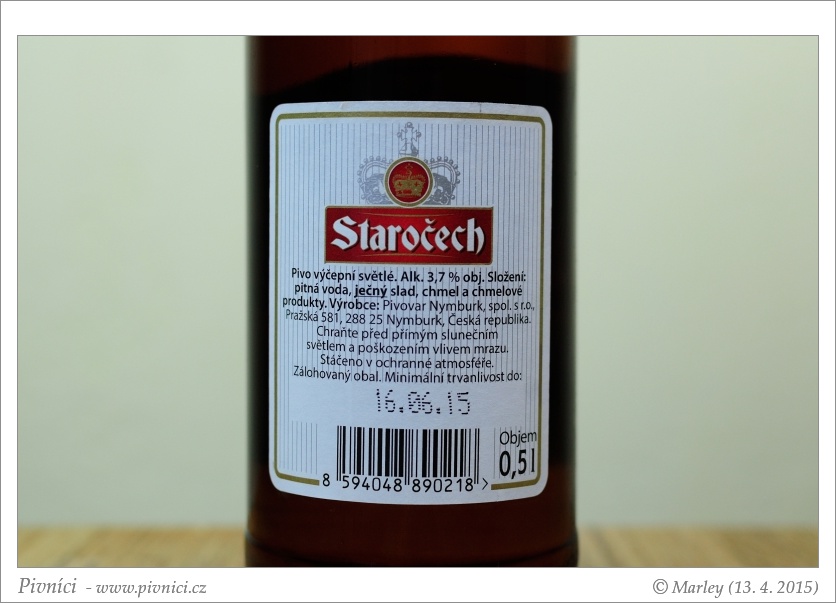 Staročech
Pivo výčepní světlé. Alk. 3,7 % obj. Složení:
pitná voda, ječný slad, chmel a chmelové
produkty. Výrobce: Pivovar Nymburk, spol. s r.o.,
Pražská 581, 288 25 Nymburk, Česká republika.
Chraňte před přímým slunečním
světlem a poškozením vlivem mrazu.
Stáčeno v ochranné atmosféře.
Zálohovaný obal. Minimální trvanlivost do:
16.06.15
Objem
0,5 l
8 594048 890218 >
Pivníci - www.pivnici.cz
© Marley (13. 4. 2015)